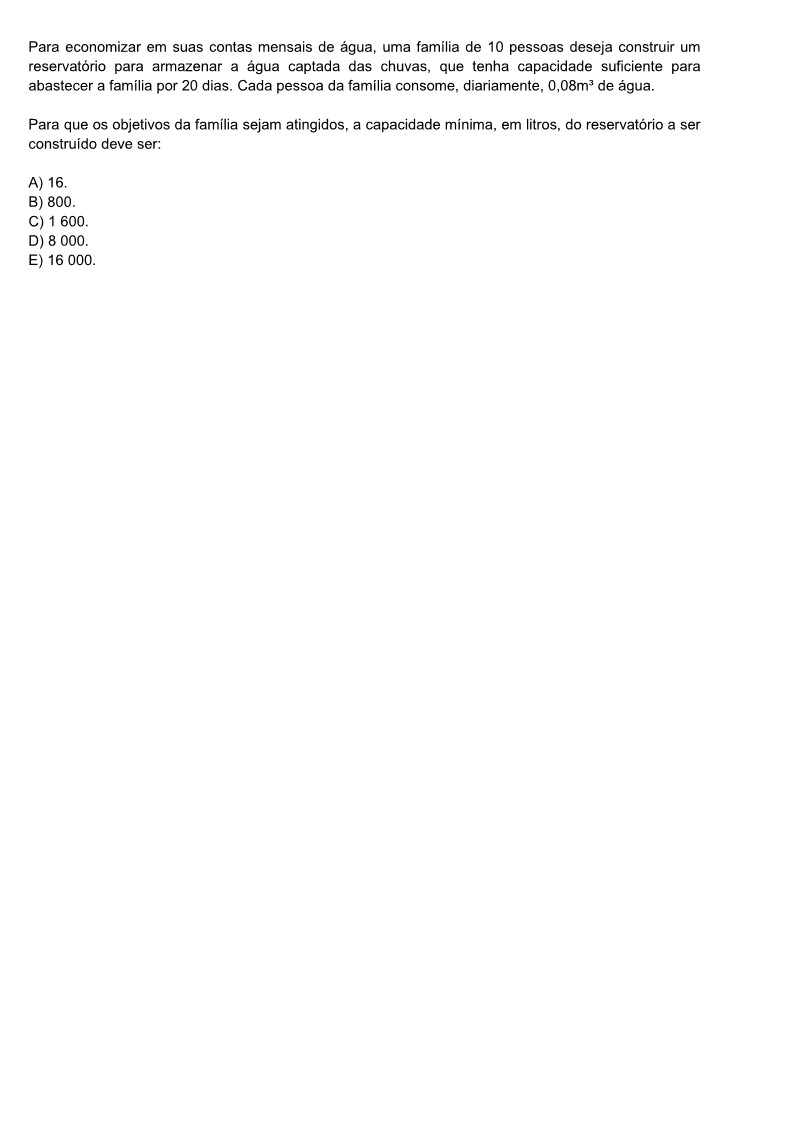 Para economizar em suas contas mensais de água, uma família de 10 pessoas deseja construir um
reservatório para armazenar a água captada das chuvas, que tenha capacidade suficiente para
abastecer a família por 20 dias. Cada pessoa da família consome, diariamente, 0,08m³ de água.
Para que os objetivos da família sejam atingidos, a capacidade mínima, em litros, do reservatório a ser
construído deve ser:
A) 16.
B) 800.
C) 1 600.
D) 8 000.
E) 16 000.